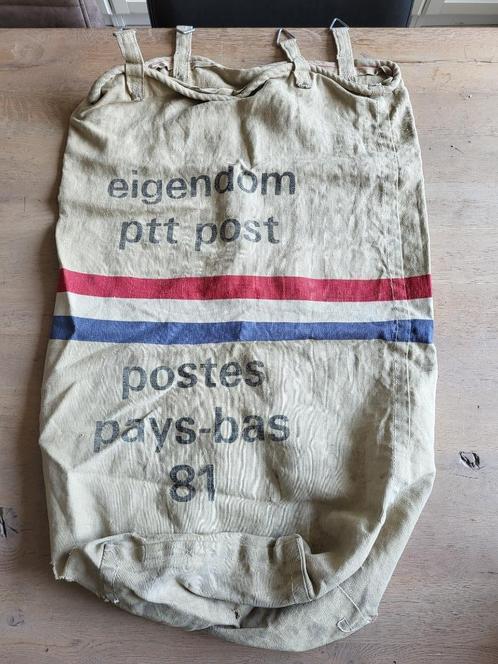 eigendom
ptt post
postes
pays-bas
81